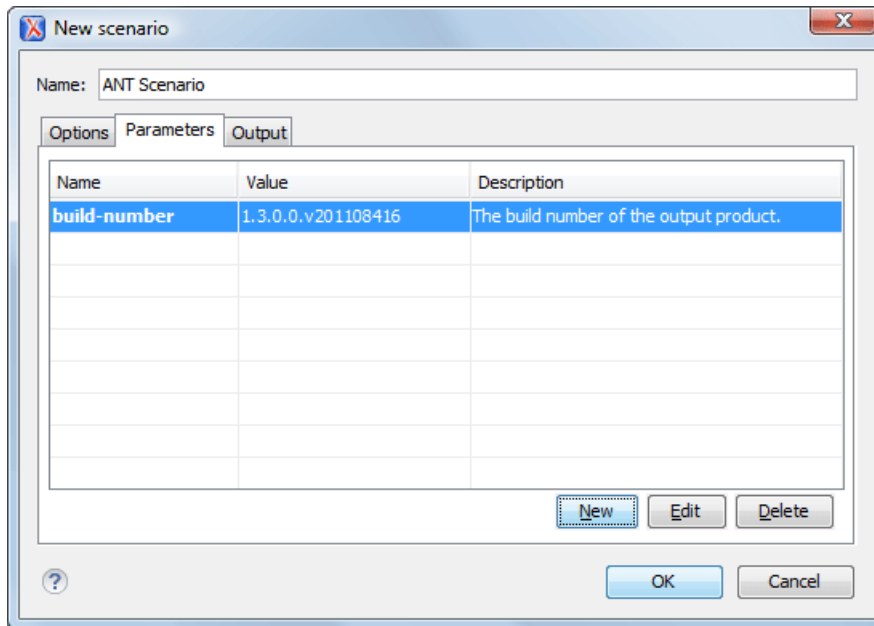 New scenario
Name: ANT Scenario
Options Parameters Output
Name Value Description
build-number 1.3.0.0.v201108416 The build number of the output product.
New Edit Delete
? OK Cancel